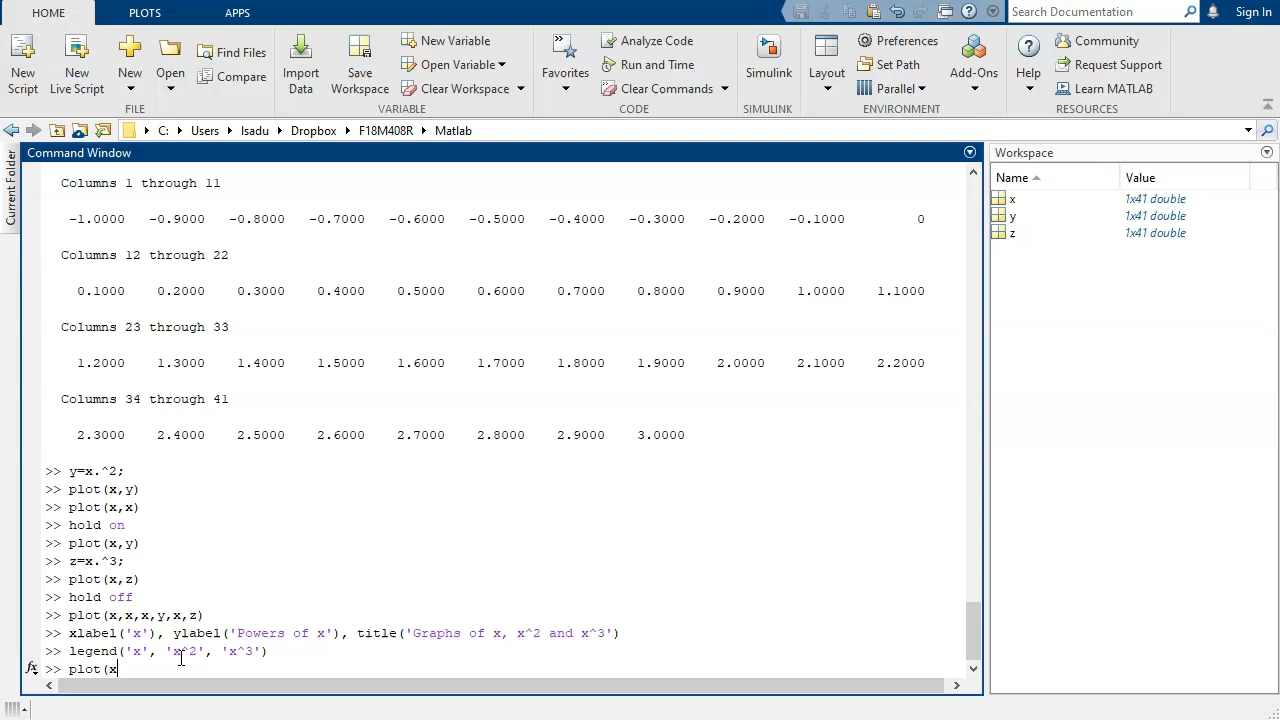 HOME PLOTS APPS Search Documentation Sign In
New Script New Live Script New Open Find Files Compare Import Data Save Workspace New Variable Open Variable Clear Workspace Favorites Analyze Code Run and Time Clear Commands Simulink Layout Preferences Set Path Parallel Add-Ons Help Community Request Support Learn MATLAB
FILE VARIABLE CODE SIMULINK ENVIRONMENT RESOURCES
C: Users Isadu Dropbox F18M408R Matlab
Current Folder
Command Window
Columns 1 through 11
-1.0000 -0.9000 -0.8000 -0.7000 -0.6000 -0.5000 -0.4000 -0.3000 -0.2000 -0.1000 0
Columns 12 through 22
0.1000 0.2000 0.3000 0.4000 0.5000 0.6000 0.7000 0.8000 0.9000 1.0000 1.1000
Columns 23 through 33
1.2000 1.3000 1.4000 1.5000 1.6000 1.7000 1.8000 1.9000 2.0000 2.1000 2.2000
Columns 34 through 41
2.3000 2.4000 2.5000 2.6000 2.7000 2.8000 2.9000 3.0000
>> y=x.^2;
>> plot(x,y)
>> plot(x,x)
>> hold on
>> plot(x,y)
>> z=x.^3;
>> plot(x,z)
>> hold off
>> plot(x,x,x,y,x,z)
>> xlabel('x'), ylabel('Powers of x'), title('Graphs of x, x^2 and x^3')
>> legend('x', 'x^2', 'x^3')
fx >> plot(x
Workspace
Name Value
x 1x41 double
y 1x41 double
z 1x41 double